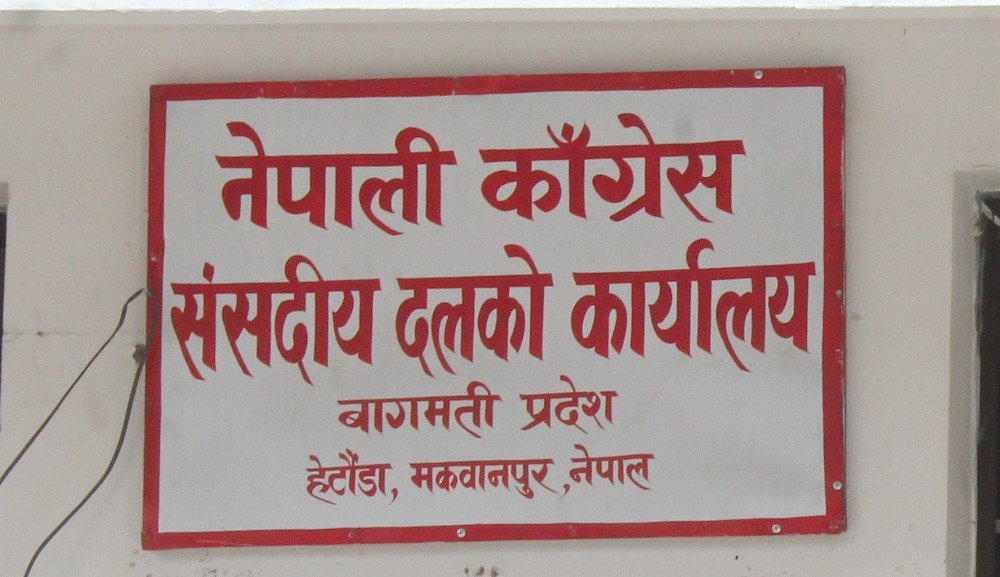 नेपाली काँग्रेस
संसदीय दलको कार्यालय
बागमती प्रदेश
हेटौंडा, मकवानपुर,नेपाल